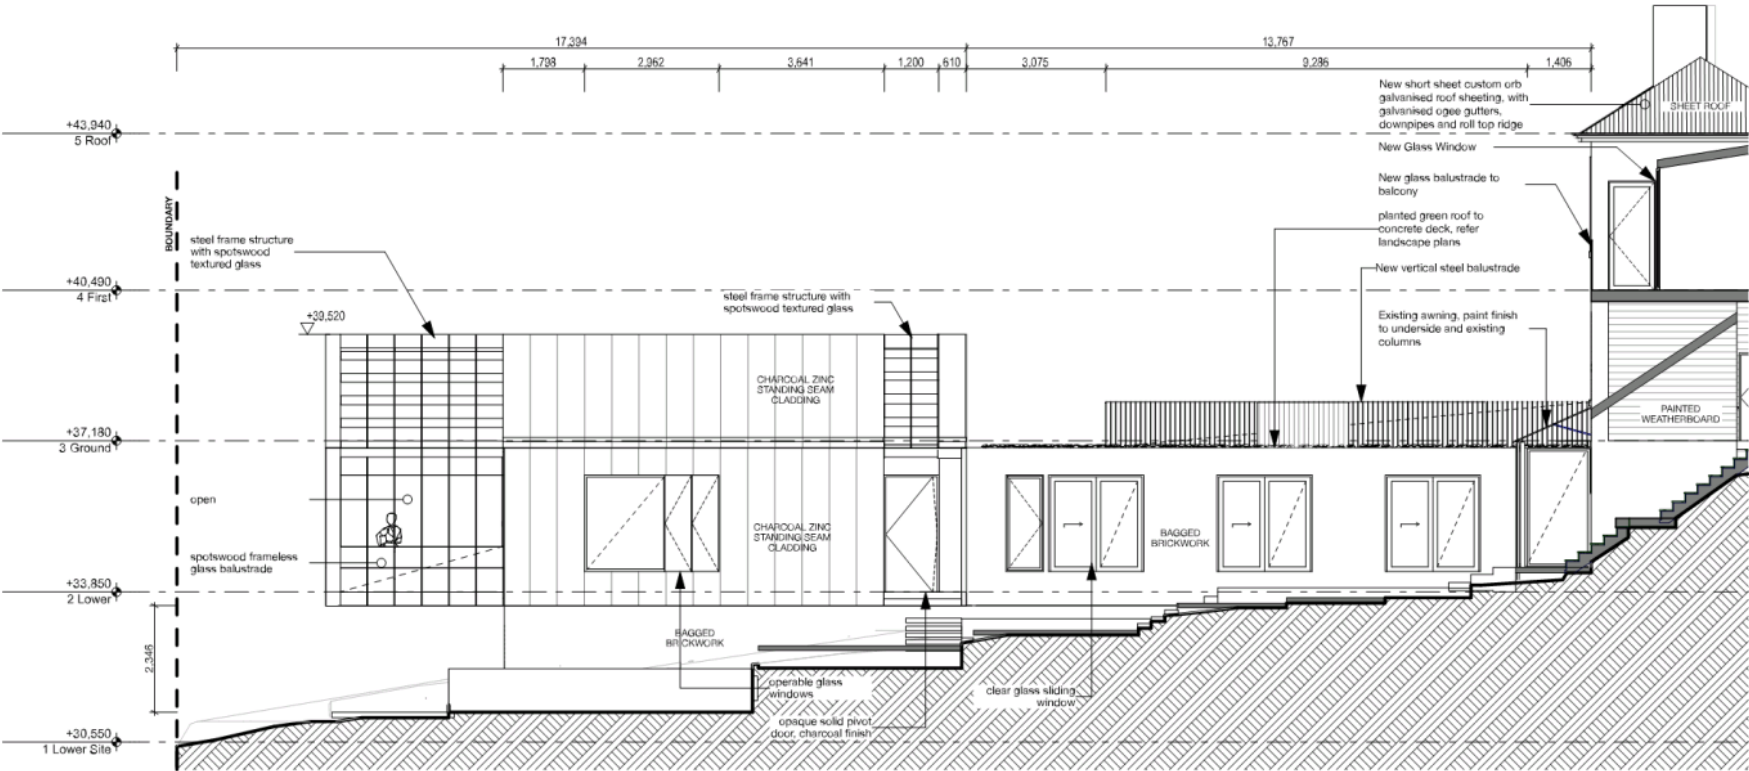 17,394
13,767
1,798
2,962
3,641
1,200
610
3,075
9,286
1,406
New short sheet custom orb
galvanised roof sheeting, with
galvanised ogee gutters,
downpipes and roll top ridge
SHEET ROOF
+43,940
5 Roof
New Glass Window
New glass balustrade to
balcony
BOUNDARY
planted green roof to
concrete deck, refer
landscape plans
steel frame structure
with spotswood
textured glass
New vertical steel balustrade
+40,490
4 First
steel frame structure with
spotswood textured glass
+39,520
Existing awning, paint finish
to underside and existing
columns
CHARCOAL ZINC
STANDING SEAM
CLADDING
PAINTED
WEATHERBOARD
+37,180
3 Ground
open
CHARCOAL ZINC
STANDING SEAM
CLADDING
BAGGED
BRICKWORK
spotswood frameless
glass balustrade
+33,850
2 Lower
BAGGED
BRICKWORK
2,346
operable glass
windows
clear glass sliding
window
opaque solid pivot
door, charcoal finish
+30,550
1 Lower Site